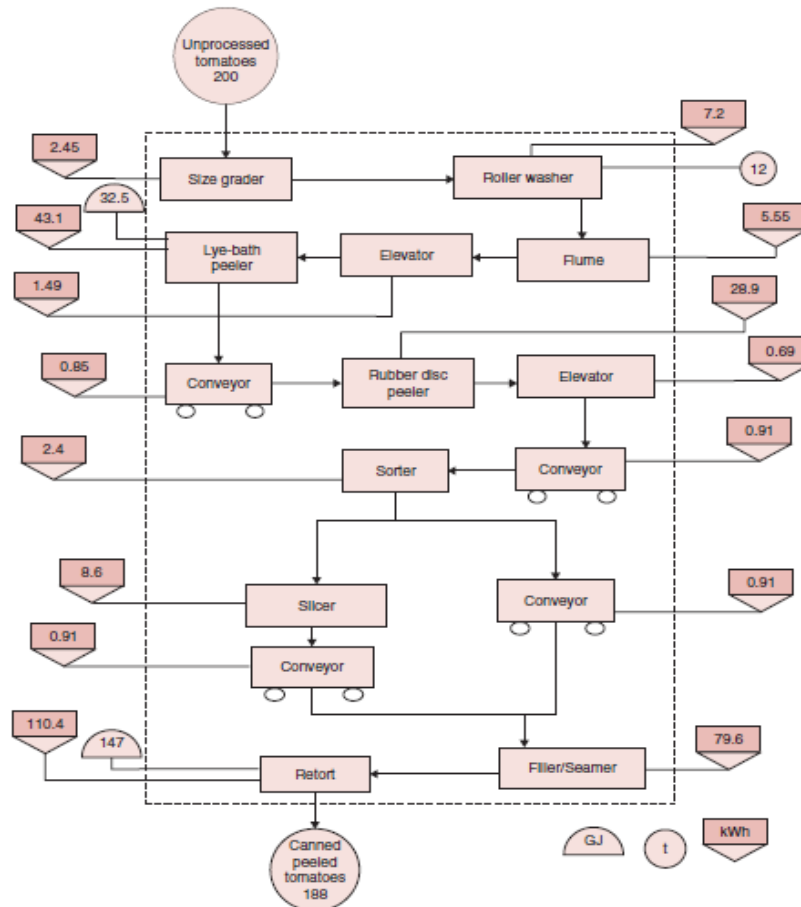 Unprocessed
tomatoes
200
7.2
2.45
Size grader
Roller washer
12
32.5
43.1
5.55
Lye-bath
peeler
Elevator
Flume
1.49
28.9
0.85
0.69
Conveyor
Rubber disc
peeler
Elevator
2.4
0.91
Sorter
Conveyor
8.6
0.91
Slicer
Conveyor
0.91
Conveyor
110.4
147
79.6
Retort
Filler/Seamer
Canned
peeled
tomatoes
188
GJ
t
kWh